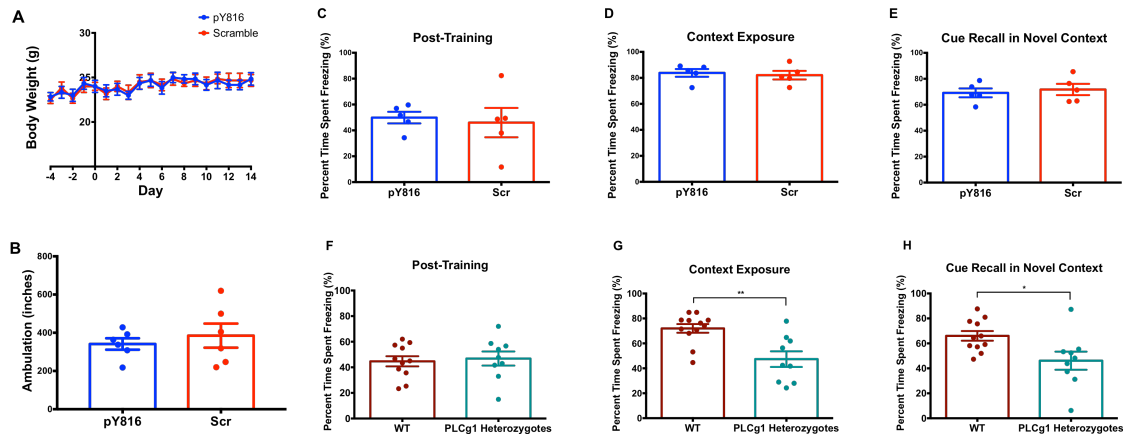 A
pY816
Scramble
Body Weight (g)
30
25
20
-4 -2 0 2 4 6 8 10 12 14
Day
C
Post-Training
Percent Time Spent Freezing (%)
100
80
60
40
20
0
pY816 Scr
D
Context Exposure
Percent Time Spent Freezing (%)
100
80
60
40
20
0
pY816 Scr
E
Cue Recall in Novel Context
Percent Time Spent Freezing (%)
100
80
60
40
20
0
pY816 Scr
B
Ambulation (inches)
800
600
400
200
0
pY816 Scr
F
Post-Training
Percent Time Spent Freezing (%)
100
80
60
40
20
0
WT PLCg1 Heterozygotes
G
Context Exposure
Percent Time Spent Freezing (%)
**
100
80
60
40
20
0
WT PLCg1 Heterozygotes
H
Cue Recall in Novel Context
Percent Time Spent Freezing (%)
*
100
80
60
40
20
0
WT PLCg1 Heterozygotes